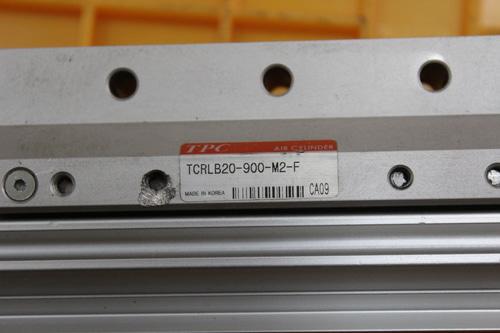 TPC AIR CYLINDER
TCRLB20-900-M2-F
MADE IN KOREA CA09